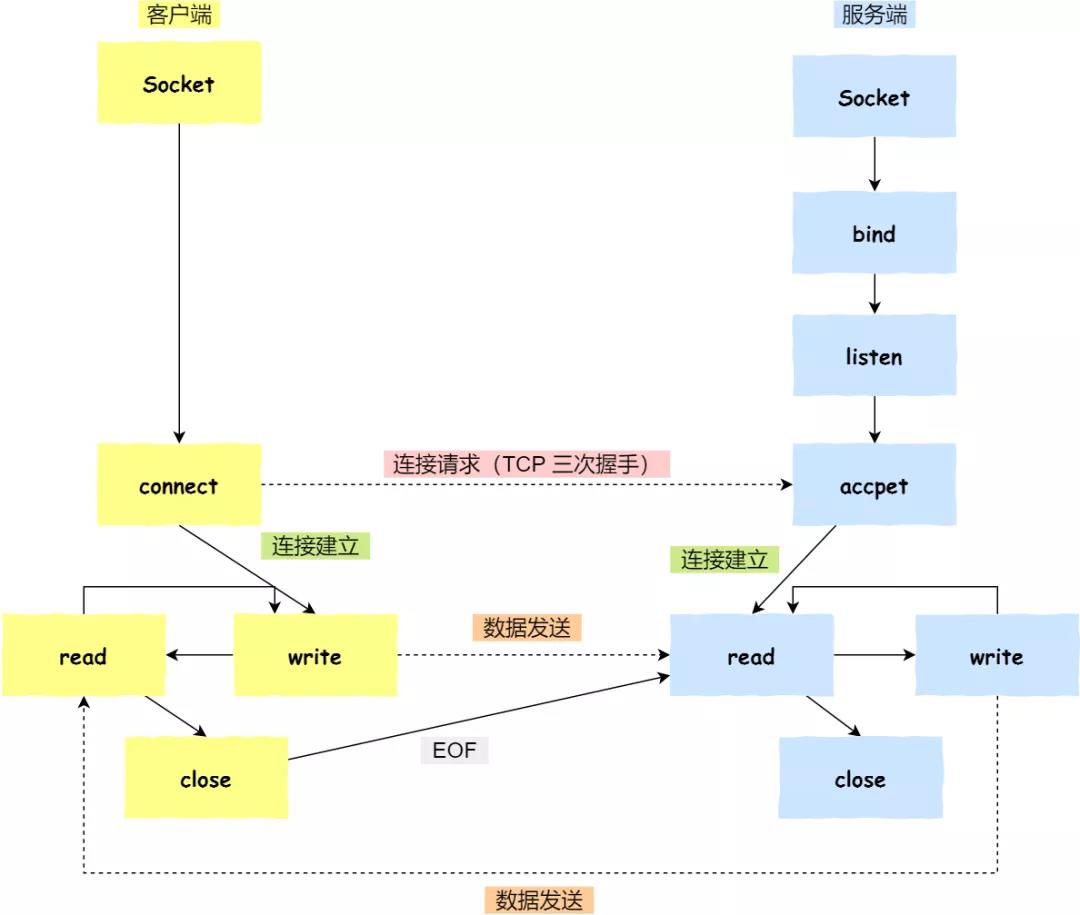 客户端
服务端
Socket
Socket
bind
listen
connect
连接请求（TCP 三次握手）
accpet
连接建立
连接建立
read
write
数据发送
read
write
close
EOF
close
数据发送